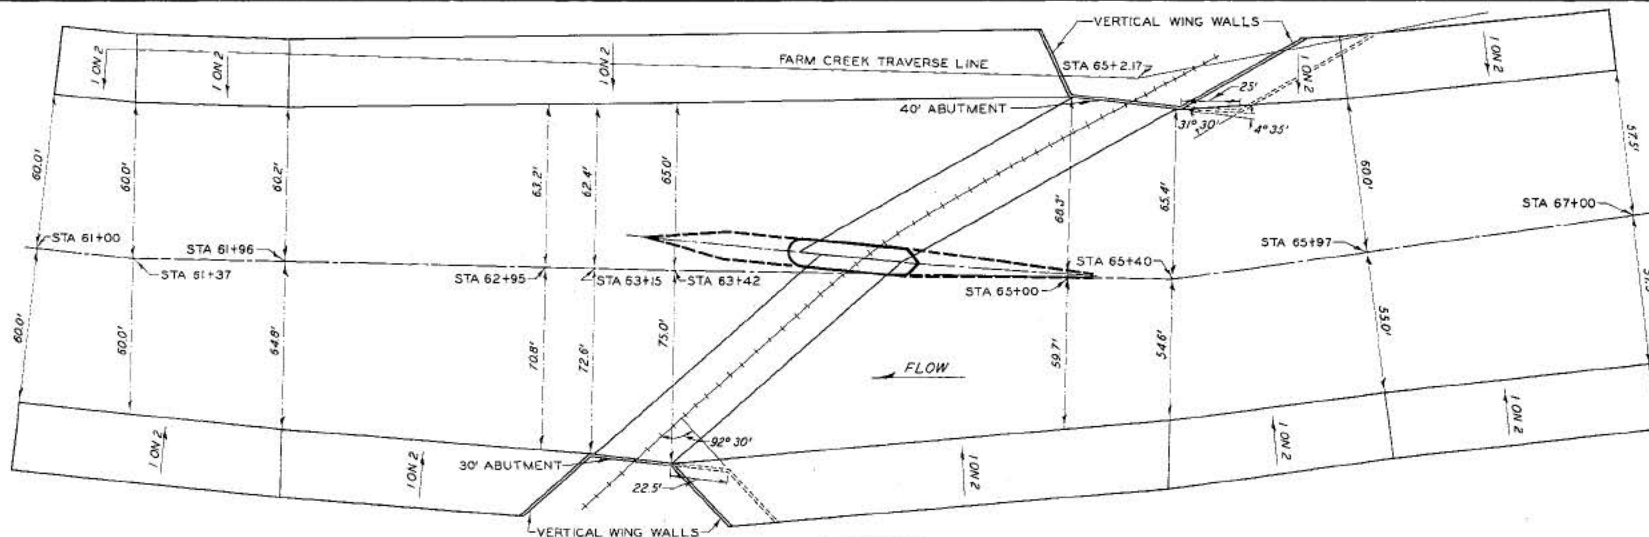 VERTICAL WING WALLS
1 ON 2
1 ON 2
1 ON 2
FARM CREEK TRAVERSE LINE
STA 65+2.17
1 ON 2
1 ON 2
40' ABUTMENT
25'
31° 30'
4° 35'
60.0'
60.0'
60.2'
63.2'
62.4'
65.0'
68.3'
65.4'
60.0'
57.5'
STA 61+00
STA 61+96
STA 67+00
STA 65+97
STA 65+40
STA 61+37
STA 62+95
STA 63+15
STA 63+42
STA 65+00
60.0'
60.0'
64.8'
70.8'
72.6'
75.0'
59.7'
54.6'
55.0'
FLOW
92° 30'
1 ON 2
1 ON 2
30' ABUTMENT
1 ON 2
1 ON 2
1 ON 2
22.5'
VERTICAL WING WALLS